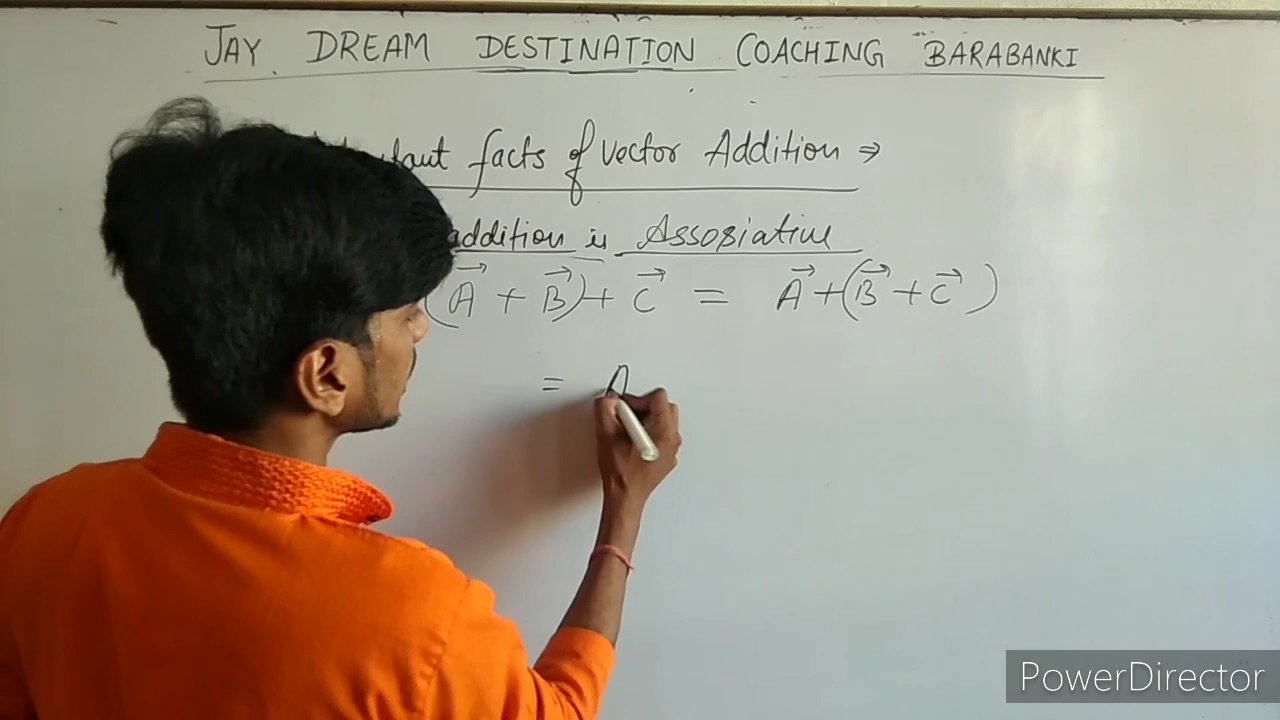 JAY DREAM DESTINATION COACHING BARABANKI
facts of vector Addition ⇒
addition is Assosiative
(A⃗ + B⃗) + C⃗ = A⃗ + (B⃗ + C⃗)
= A
PowerDirector